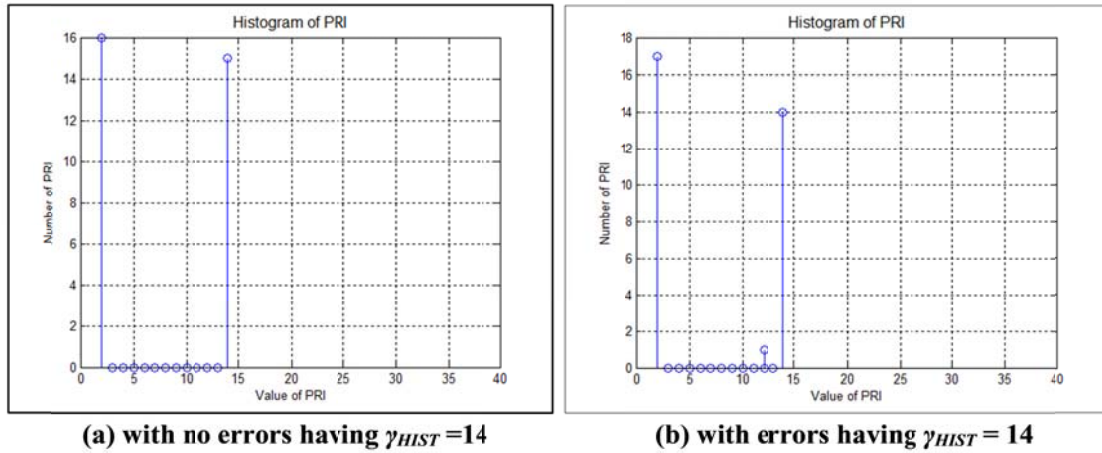 Histogram of PRI
16
14
12
10
8
6
4
2
0
Number of PRI
0 5 10 15 20 25 30 35 40
Value of PRI
(a) with no errors having γHIST =14
Histogram of PRI
18
16
14
12
10
8
6
4
2
0
Number of PRI
0 5 10 15 20 25 30 35 40
Value of PRI
(b) with errors having γHIST = 14